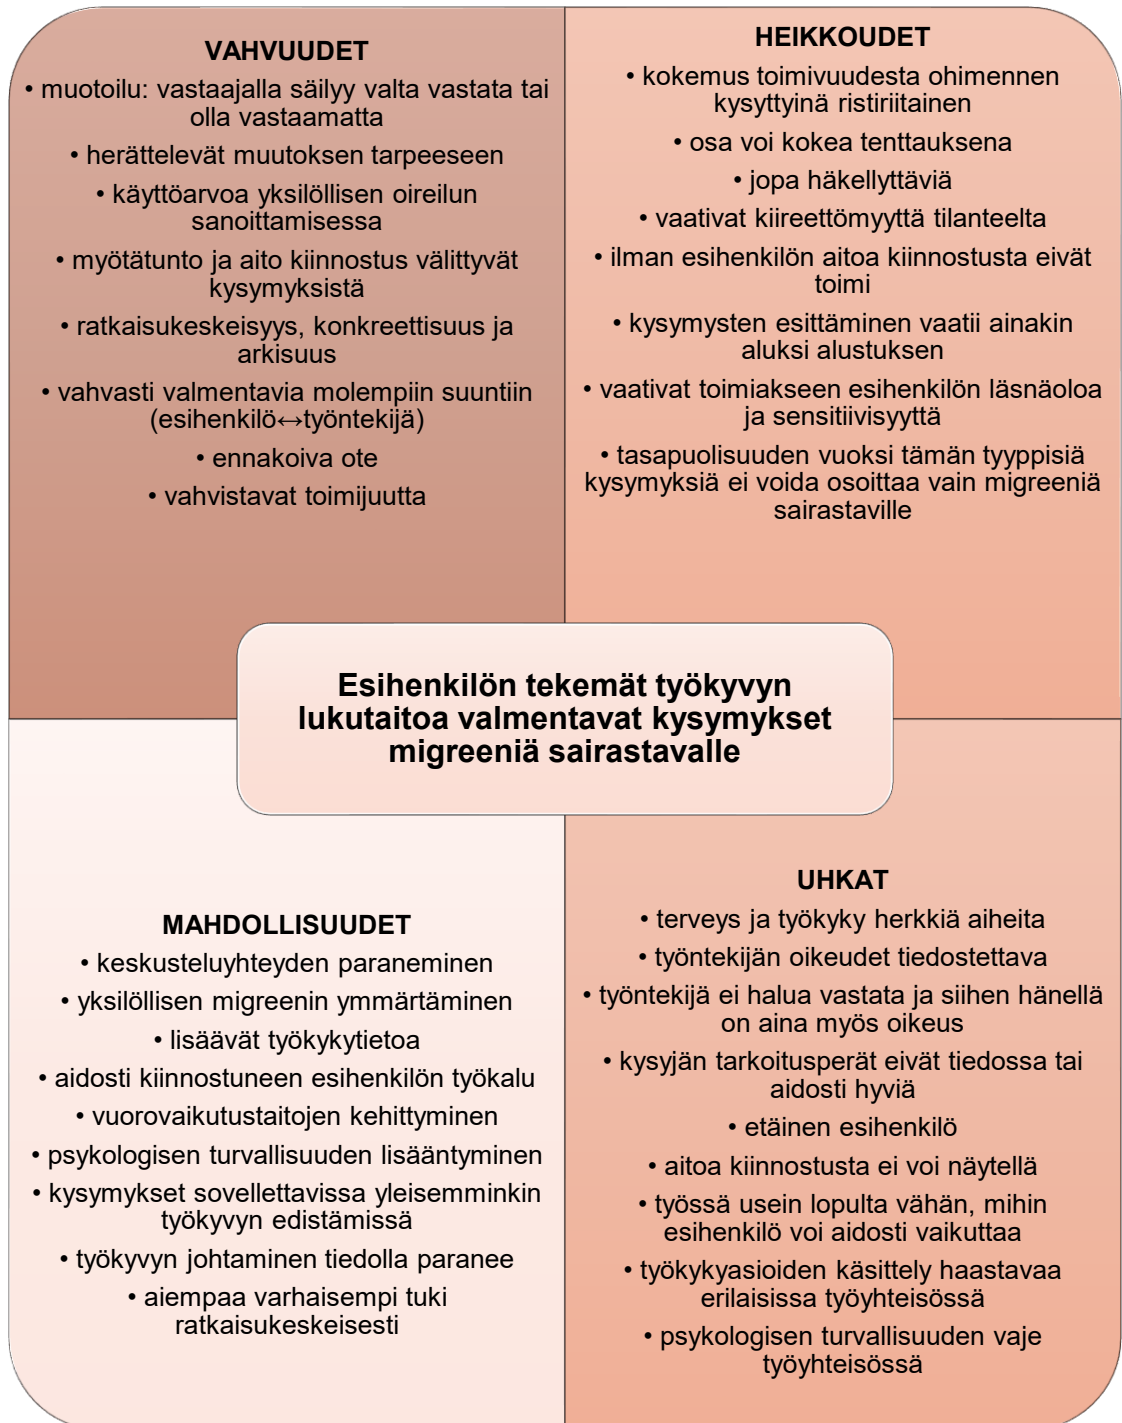 VAHVUUDET
• muotoilu: vastaajalla säilyy valta vastata tai
olla vastaamatta
• herättelevät muutoksen tarpeeseen
• käyttöarvoa yksilöllisen oireilun
sanoittamisessa
• myötätunto ja aito kiinnostus välittyvät
kysymyksistä
• ratkaisukeskeisyys, konkreettisuus ja
arkisuus
• vahvasti valmentavia molempiin suuntiin
(esihenkilö↔työntekijä)
• ennakoiva ote
• vahvistavat toimijuutta
HEIKKOUDET
• kokemus toimivuudesta ohimennen
kysyttyinä ristiriitainen
• osa voi kokea tenttauksena
• jopa häkellyttäviä
• vaativat kiireettömyyttä tilanteelta
• ilman esihenkilön aitoa kiinnostusta eivät
toimi
• kysymysten esittäminen vaatii ainakin
aluksi alustuksen
• vaativat toimiakseen esihenkilön läsnäoloa
ja sensitiivisyyttä
• tasapuolisuuden vuoksi tämän tyyppisiä
kysymyksiä ei voida osoittaa vain migreeniä
sairastaville
Esihenkilön tekemät työkyvyn
lukutaitoa valmentavat kysymykset
migreeniä sairastavalle
MAHDOLLISUUDET
• keskusteluyhteyden paraneminen
• yksilöllisen migreenin ymmärtäminen
• lisäävät työkykytietoa
• aidosti kiinnostuneen esihenkilön työkalu
• vuorovaikutustaitojen kehittyminen
• psykologisen turvallisuuden lisääntyminen
• kysymykset sovellettavissa yleisemminkin
työkyvyn edistämissä
• työkyvyn johtaminen tiedolla paranee
• aiempaa varhaisempi tuki
ratkaisukeskeisesti
UHKAT
• terveys ja työkyky herkkiä aiheita
• työntekijän oikeudet tiedostettava
• työntekijä ei halua vastata ja siihen hänellä
on aina myös oikeus
• kysyjän tarkoitusperät eivät tiedossa tai
aidosti hyviä
• etäinen esihenkilö
• aitoa kiinnostusta ei voi näytellä
• työssä usein lopulta vähän, mihin
esihenkilö voi aidosti vaikuttaa
• työkykyasioiden käsittely haastavaa
erilaisissa työyhteisössä
• psykologisen turvallisuuden vaje
työyhteisössä